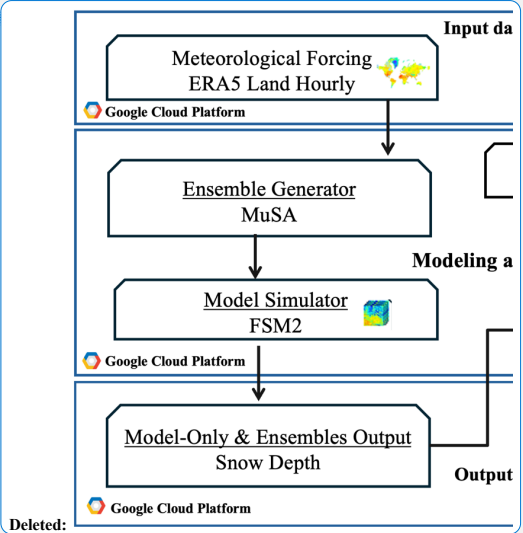 Input da
Meteorological Forcing
ERA5 Land Hourly
Google Cloud Platform
Ensemble Generator
MuSA
Modeling a
Model Simulator
FSM2
Google Cloud Platform
Model-Only & Ensembles Output
Snow Depth
Output
Google Cloud Platform
Deleted: